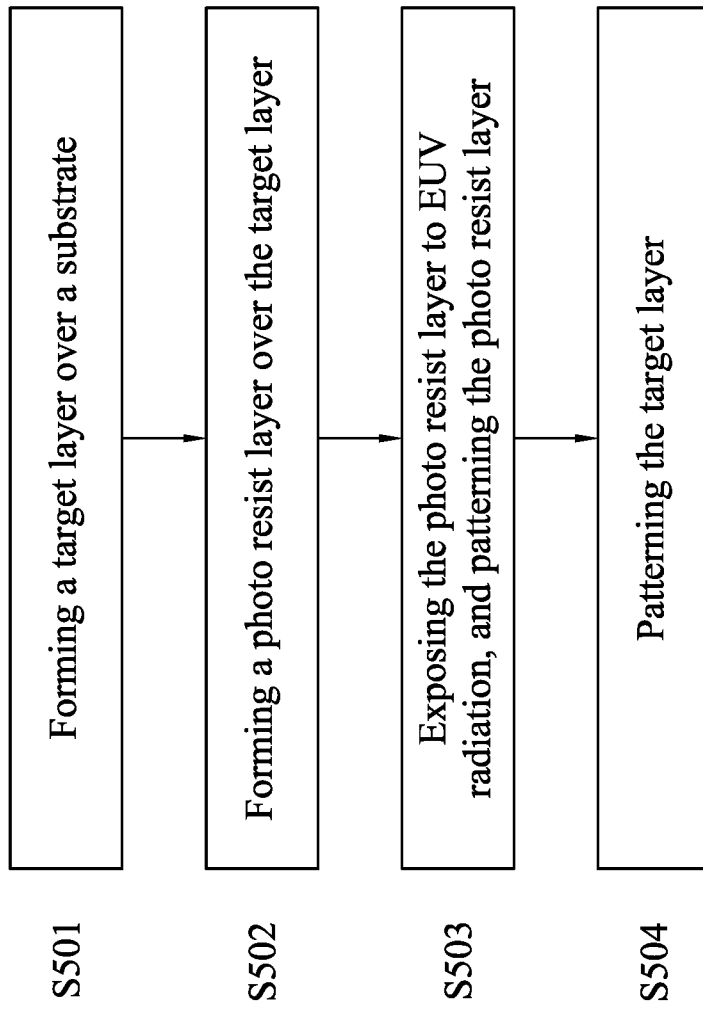 S501
Forming a target layer over a substrate
S502
Forming a photo resist layer over the target layer
S503
Exposing the photo resist layer to EUV
radiation, and patterning the photo resist layer
S504
Patterning the target layer